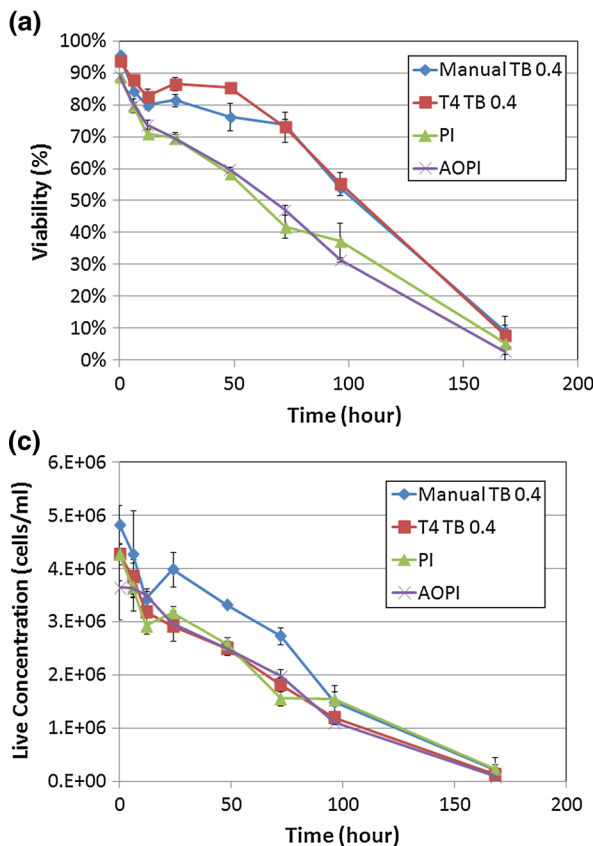 (a)
100%
90%
80%
70%
60%
50%
40%
30%
20%
10%
0%
Viability (%)
0
50
100
150
200
Time (hour)
Manual TB 0.4
T4 TB 0.4
PI
AOPI
(c)
6.E+06
5.E+06
4.E+06
3.E+06
2.E+06
1.E+06
0.E+00
Live Concentration (cells/ml)
0
50
100
150
200
Time (hour)
Manual TB 0.4
T4 TB 0.4
PI
AOPI